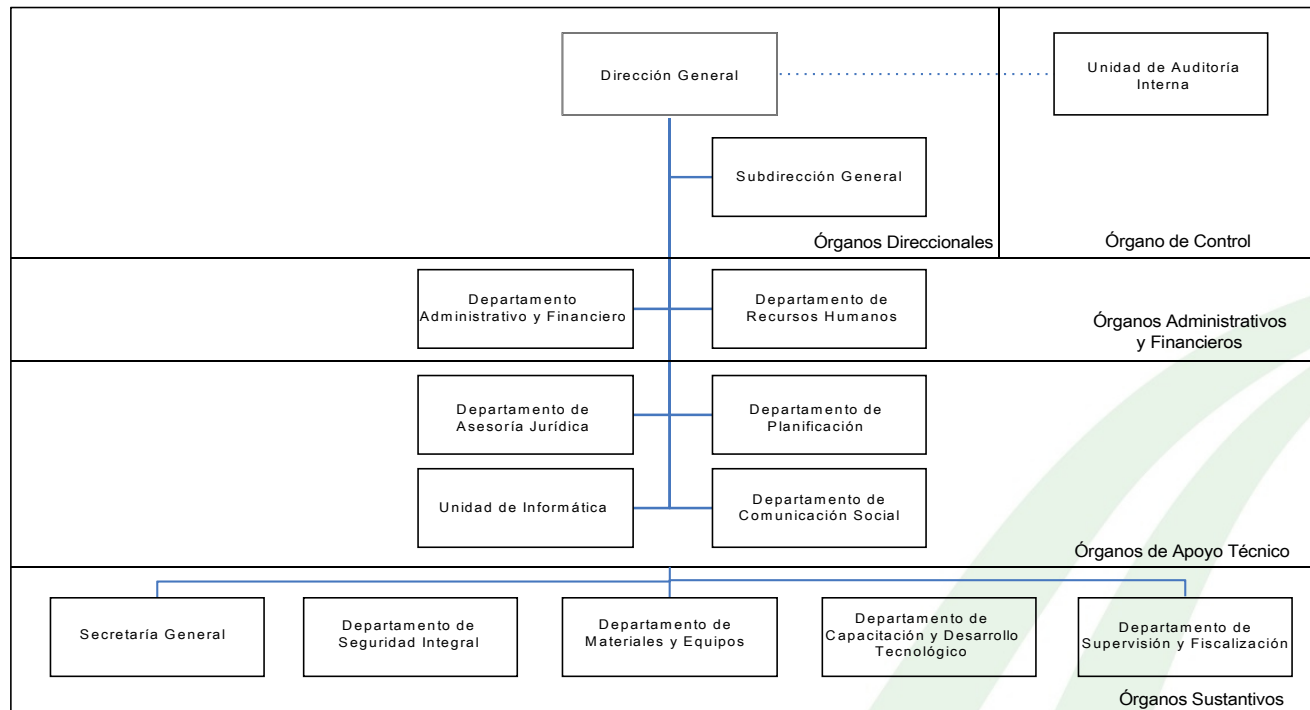 Dirección General
Unidad de Auditoría
Interna
Subdirección General
Órganos Direccionales
Órgano de Control
Departamento
Administrativo y Financiero
Departamento de
Recursos Humanos
Órganos Administrativos
y Financieros
Departamento de
Asesoría Jurídica
Departamento de
Planificación
Unidad de Informática
Departamento de
Comunicación Social
Órganos de Apoyo Técnico
Secretaría General
Departamento de
Seguridad Integral
Departamento de
Materiales y Equipos
Departamento de
Capacitación y Desarrollo
Tecnológico
Departamento de
Supervisión y Fiscalización
Órganos Sustantivos